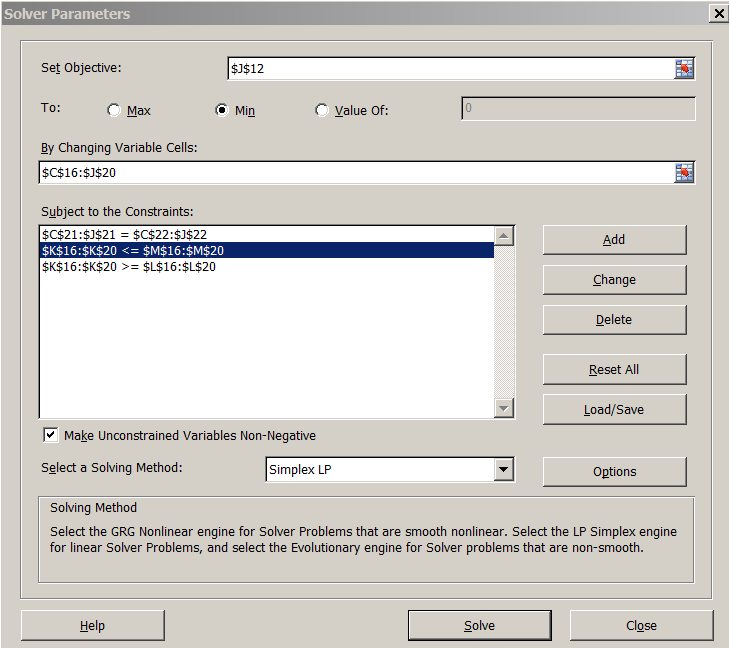 Solver Parameters
Set Objective:
$J$12
To:
Max
Min
Value Of:
0
By Changing Variable Cells:
$C$16:$J$20
Subject to the Constraints:
$C$21:$J$21 = $C$22:$J$22
$K$16:$K$20 <= $M$16:$M$20
$K$16:$K$20 >= $L$16:$L$20
Add
Change
Delete
Reset All
Load/Save
Make Unconstrained Variables Non-Negative
Select a Solving Method:
Simplex LP
Options
Solving Method
Select the GRG Nonlinear engine for Solver Problems that are smooth nonlinear. Select the LP Simplex engine
for linear Solver Problems, and select the Evolutionary engine for Solver problems that are non-smooth.
Help
Solve
Close